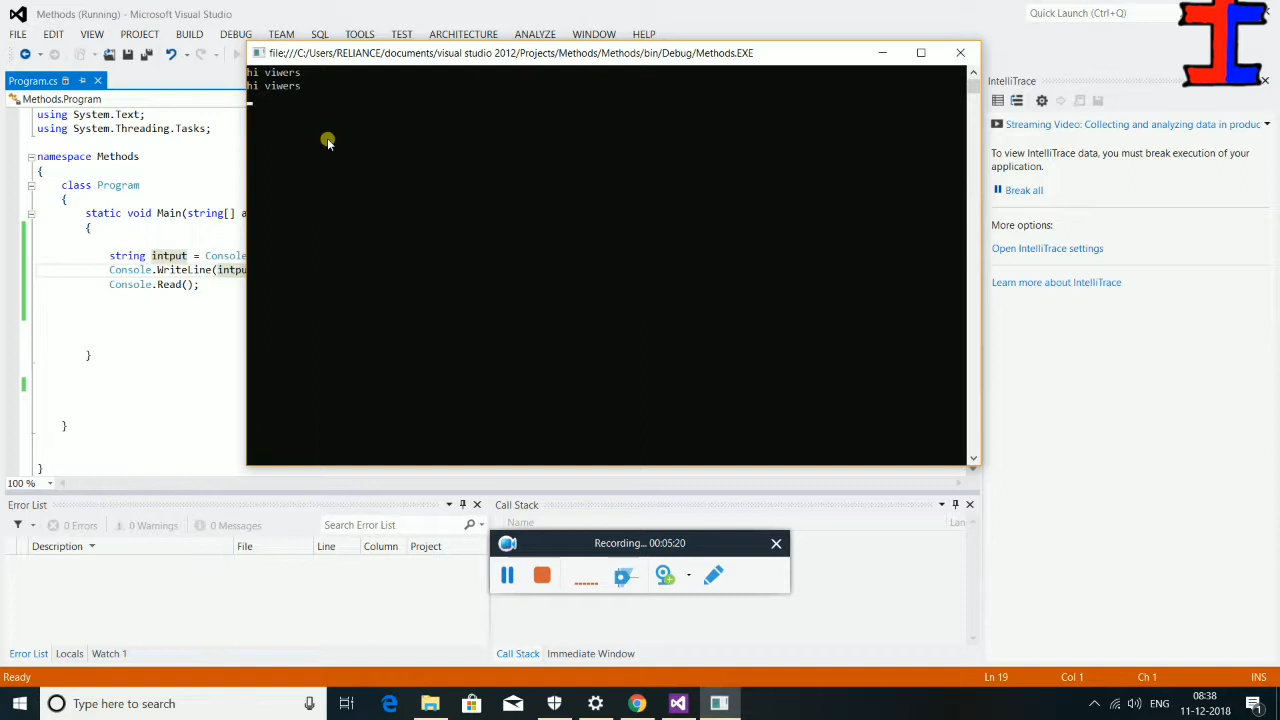 Methods (Running) - Microsoft Visual Studio
Quick Launch (Ctrl+Q)
FILE EDIT VIEW PROJECT BUILD DEBUG TEAM SQL TOOLS TEST ARCHITECTURE ANALYZE WINDOW HELP
file:///C:/Users/RELIANCE/documents/visual studio 2012/Projects/Methods/Methods/bin/Debug/Methods.EXE
hi viwers
hi viwers
Program.cs
Methods.Program
using System.Text;
using System.Threading.Tasks;
namespace Methods
{
class Program
{
static void Main(string[] a
{
string intput = Console
Console.WriteLine(intpu
Console.Read();
}
}
}
100 %
IntelliTrace
Streaming Video: Collecting and analyzing data in produc
To view IntelliTrace data, you must break execution of your
application.
Break all
More options:
Open IntelliTrace settings
Learn more about IntelliTrace
Error List
0 Errors 0 Warnings 0 Messages Search Error List
Description File Line Column Project
Call Stack
Name Lan
Recording... 00:05:20
Error List Locals Watch 1
Call Stack Immediate Window
Ready Ln 19 Col 1 Ch 1 INS
Type here to search
ENG
08:38
11-12-2018
1